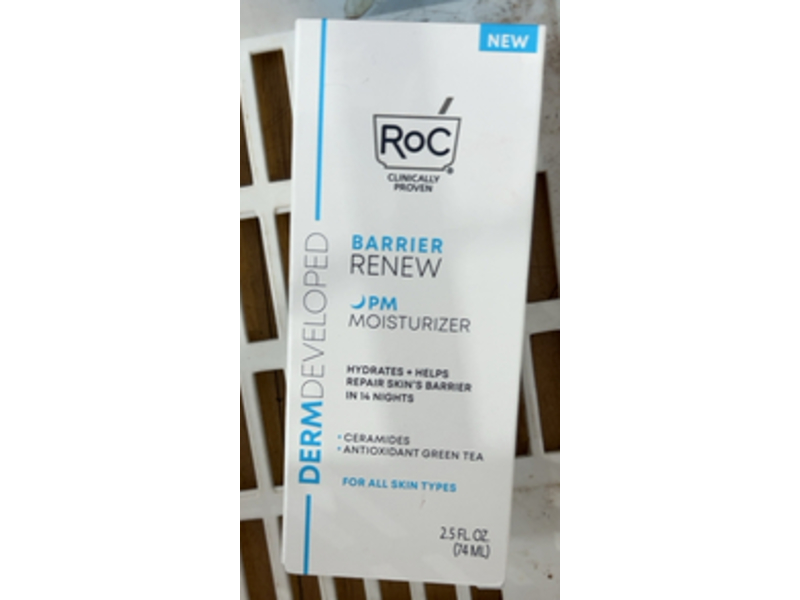 NEW
RoC®
CLINICALLY
PROVEN
DERMDEVELOPED
BARRIER
RENEW
PM
MOISTURIZER
HYDRATES + HELPS
REPAIR SKIN'S BARRIER
IN 14 NIGHTS
• CERAMIDES
• ANTIOXIDANT GREEN TEA
FOR ALL SKIN TYPES
2.5 FL. OZ.
(74 ML)